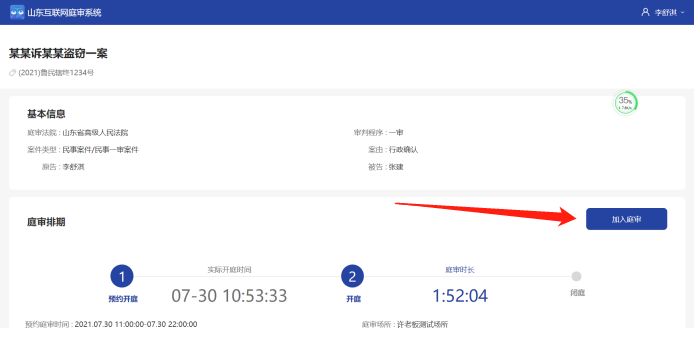 山东互联网庭审系统
李舒淇
某某诉某某盗窃一案
(2021)鲁民辖终1234号
基本信息
35%
庭审法院 : 山东省高级人民法院
审判程序 : 一审
案件类型 : 民事案件/民事一审案件
案由 : 行政确认
原告 : 李舒淇
被告 : 张建
庭审排期
加入庭审
1
实际开庭时间
2
庭审时长
预约开庭
07-30 10:53:33
开庭
1:52:04
闭庭
预约庭审时间 : 2021.07.30 11:00:00-07.30 22:00:00
庭审场所 : 许老板测试场所